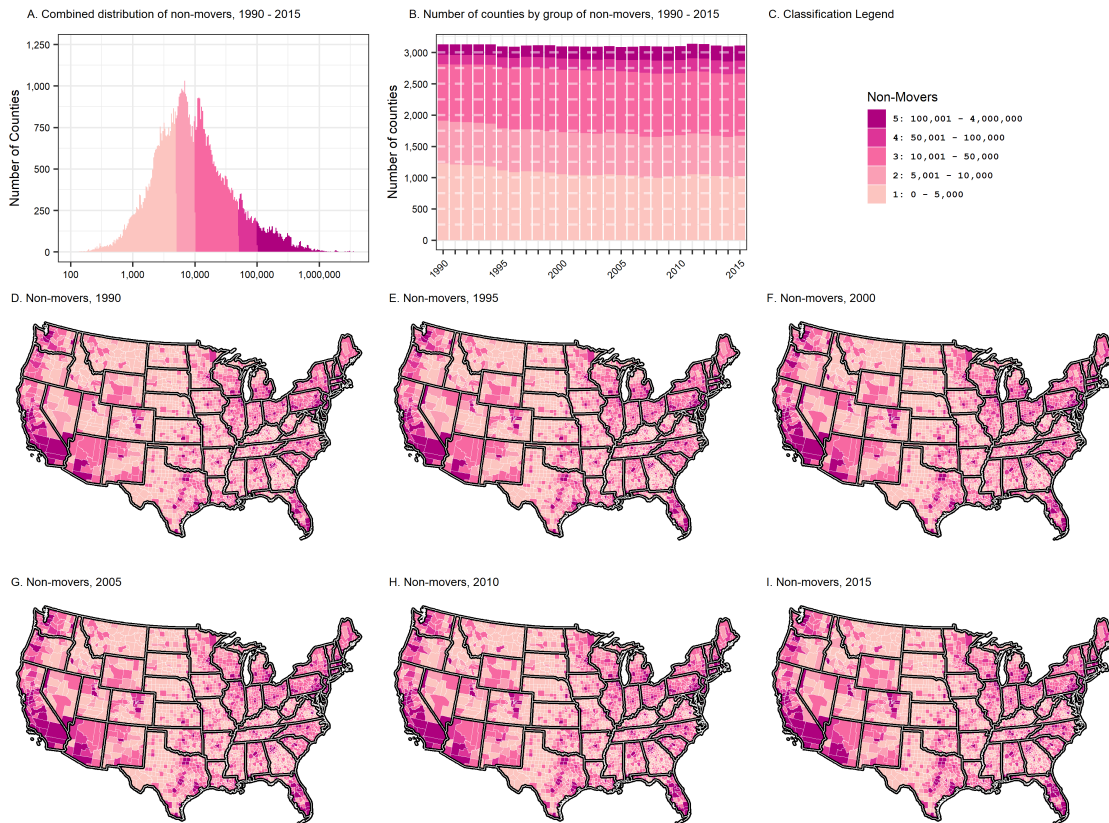 A. Combined distribution of non-movers, 1990 - 2015
Number of Counties
1,250
1,000
750
500
250
0
100
1,000
10,000
100,000
1,000,000
B. Number of counties by group of non-movers, 1990 - 2015
Number of counties
3,000
2,500
2,000
1,500
1,000
500
0
1990
1995
2000
2005
2010
2015
C. Classification Legend
Non-Movers
5: 100,001 - 4,000,000
4: 50,001 - 100,000
3: 10,001 - 50,000
2: 5,001 - 10,000
1: 0 - 5,000
D. Non-movers, 1990
E. Non-movers, 1995
F. Non-movers, 2000
G. Non-movers, 2005
H. Non-movers, 2010
I. Non-movers, 2015